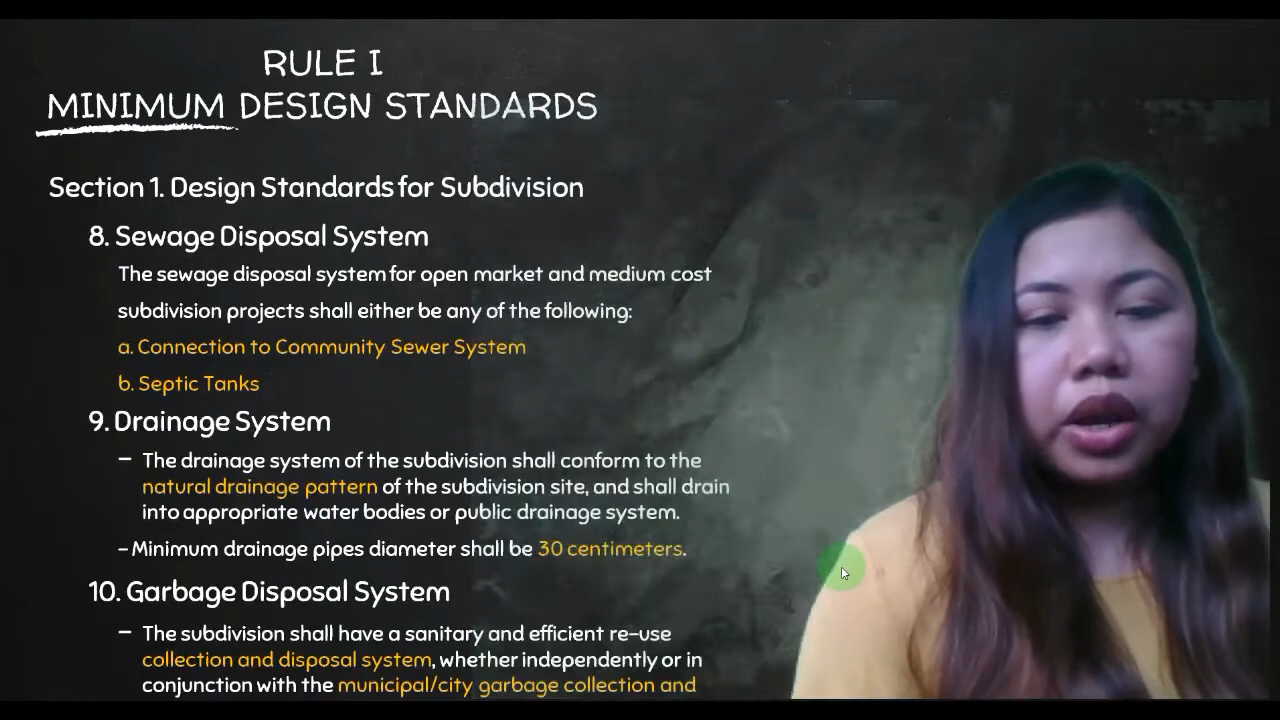 RULE I
MINIMUM DESIGN STANDARDS
Section 1. Design Standards for Subdivision
8. Sewage Disposal System
The sewage disposal system for open market and medium cost
subdivision projects shall either be any of the following:
a. Connection to Community Sewer System
b. Septic Tanks
9. Drainage System
– The drainage system of the subdivision shall conform to the
natural drainage pattern of the subdivision site, and shall drain
into appropriate water bodies or public drainage system.
– Minimum drainage pipes diameter shall be 30 centimeters.
10. Garbage Disposal System
– The subdivision shall have a sanitary and efficient re-use
collection and disposal system, whether independently or in
conjunction with the municipal/city garbage collection and